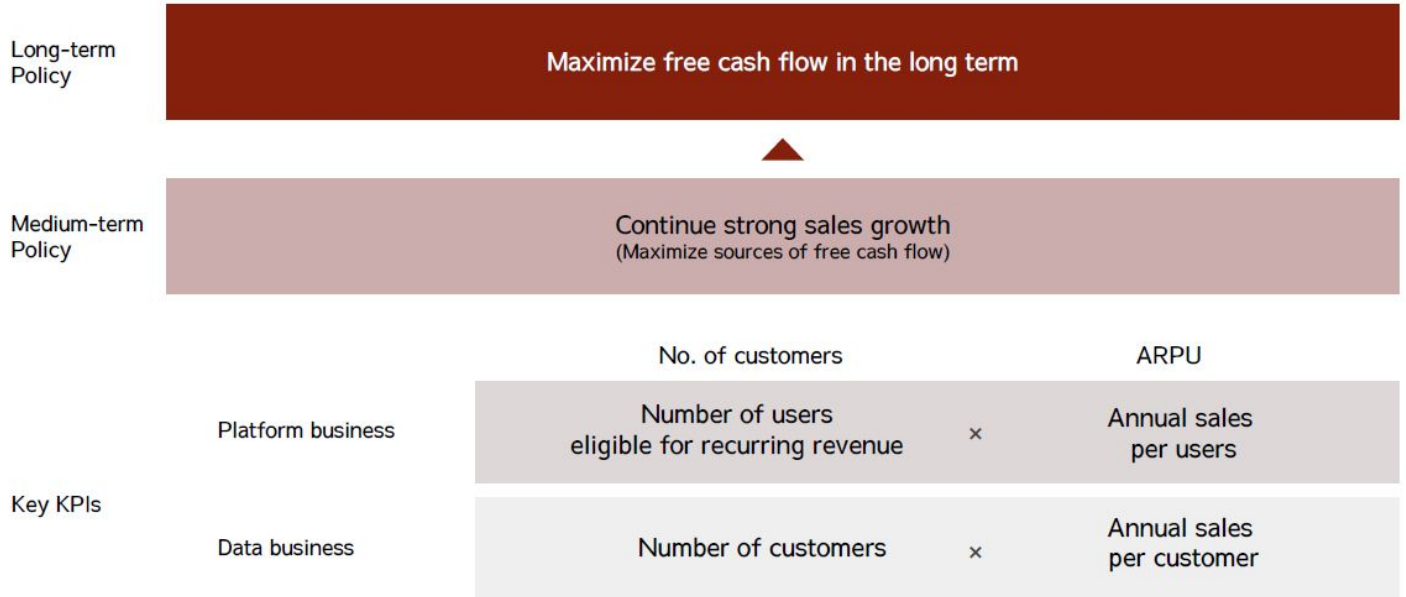 Long-term
Policy
Maximize free cash flow in the long term
Medium-term
Policy
Continue strong sales growth
(Maximize sources of free cash flow)
No. of customers
ARPU
Key KPIs
Platform business
Number of users
eligible for recurring revenue
×
Annual sales
per users
Data business
Number of customers
×
Annual sales
per customer